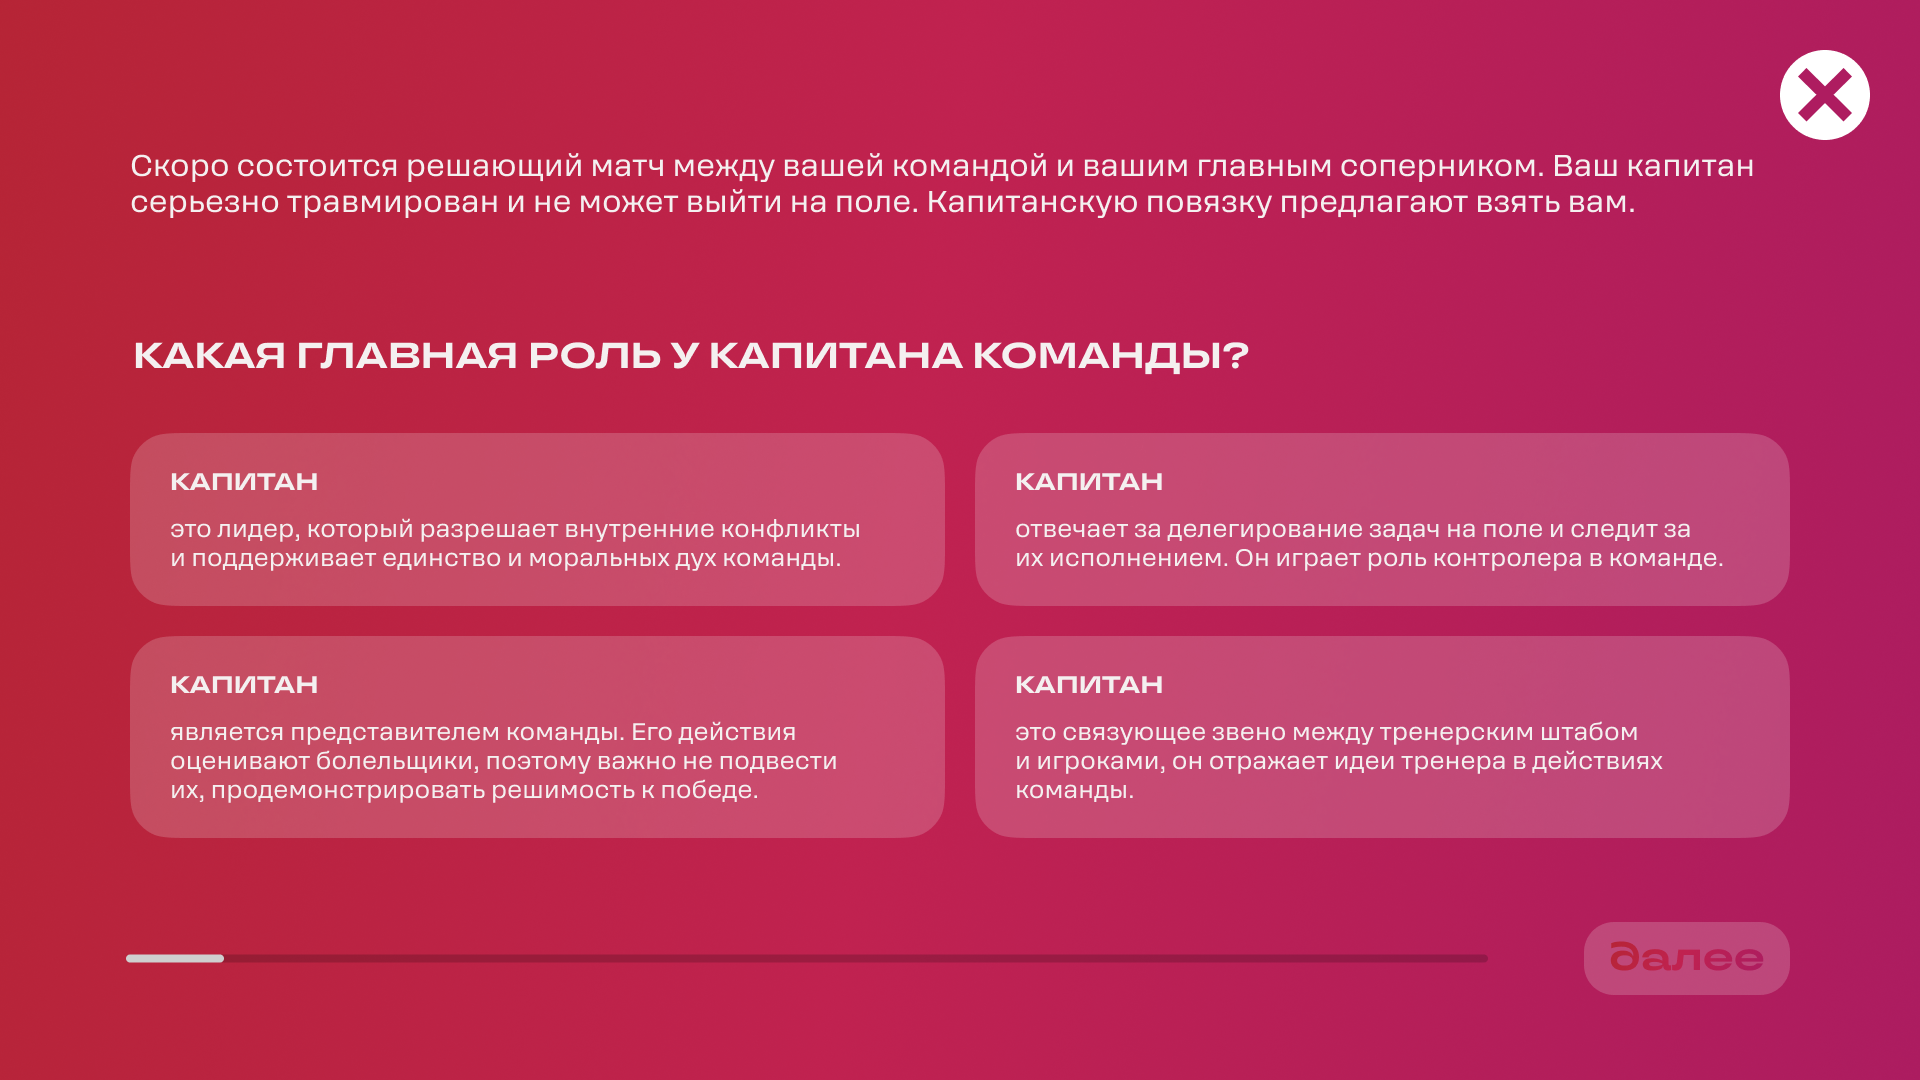 Скоро состоится решающий матч между вашей командой и вашим главным соперником. Ваш капитан
серьезно травмирован и не может выйти на поле. Капитанскую повязку предлагают взять вам.
КАКАЯ ГЛАВНАЯ РОЛЬ У КАПИТАНА КОМАНДЫ?
КАПИТАН
это лидер, который разрешает внутренние конфликты
и поддерживает единство и моральных дух команды.
КАПИТАН
отвечает за делегирование задач на поле и следит за
их исполнением. Он играет роль контролера в команде.
КАПИТАН
является представителем команды. Его действия
оценивают болельщики, поэтому важно не подвести
их, продемонстрировать решимость к победе.
КАПИТАН
это связующее звено между тренерским штабом
и игроками, он отражает идеи тренера в действиях
команды.
далее